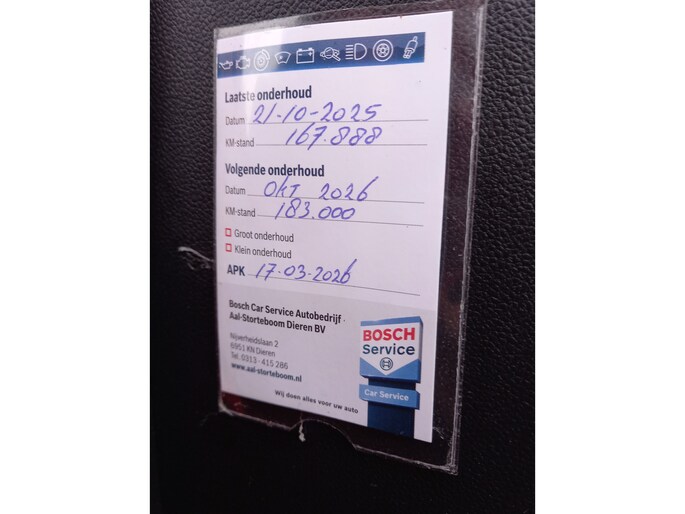 Laatste onderhoud
Datum 21-10-2025
KM-stand 167.888
Volgende onderhoud
Datum OKT 2026
KM-stand 183.000
Groot onderhoud
Klein onderhoud
APK 17-03-2026
Bosch Car Service Autobedrijf
Aal-Storteboom Dieren BV
Nijverheidslaan 2
6951 KN Dieren
Tel. 0313 - 415 286
www.aal-storteboom.nl
Wij doen alles voor uw auto
BOSCH
Service
BOSCH
Car Service